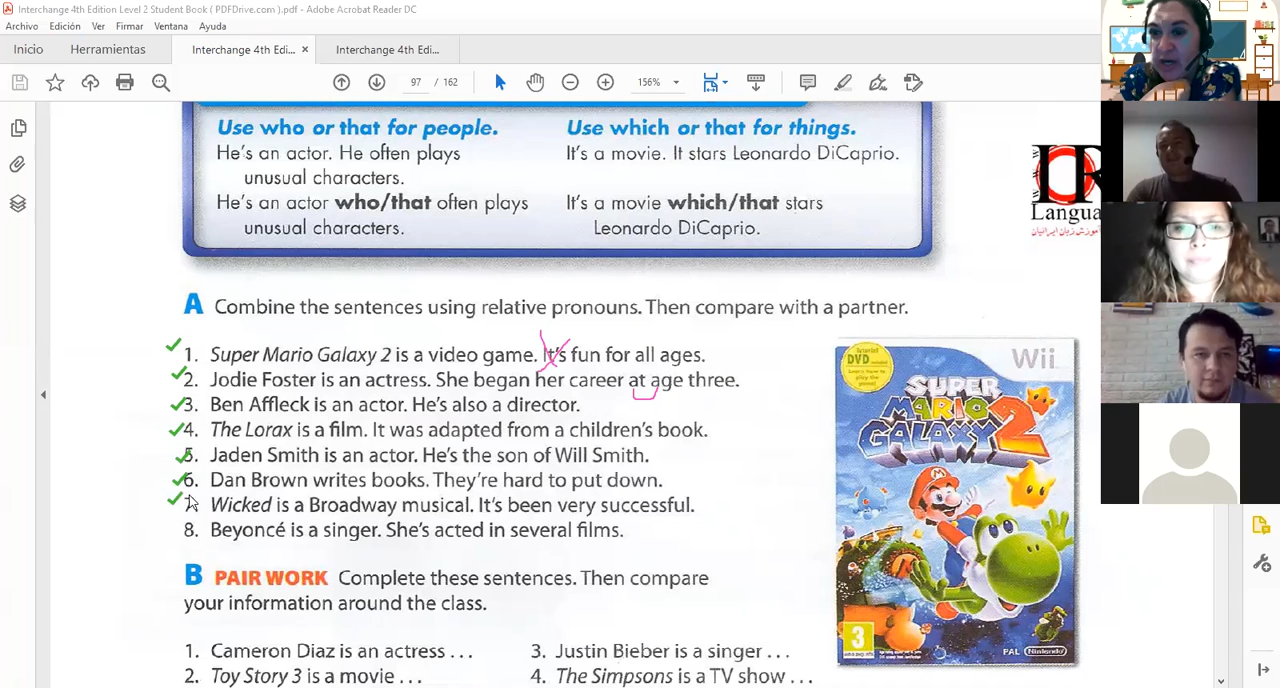 Interchange 4th Edition Level 2 Student Book ( PDFDrive.com ).pdf - Adobe Acrobat Reader DC
Archivo Edición Ver Firmar Ventana Ayuda
Inicio Herramientas Interchange 4th Edi... × Interchange 4th Edi...
97 / 162 156%
Use who or that for people.
He's an actor. He often plays
unusual characters.
He's an actor who/that often plays
unusual characters.
Use which or that for things.
It's a movie. It stars Leonardo DiCaprio.
It's a movie which/that stars
Leonardo DiCaprio.
Langua
آموزش زبان ایرانیان
A Combine the sentences using relative pronouns. Then compare with a partner.
1. Super Mario Galaxy 2 is a video game. It's fun for all ages.
2. Jodie Foster is an actress. She began her career at age three.
3. Ben Affleck is an actor. He's also a director.
4. The Lorax is a film. It was adapted from a children's book.
5. Jaden Smith is an actor. He's the son of Will Smith.
6. Dan Brown writes books. They're hard to put down.
Wicked is a Broadway musical. It's been very successful.
8. Beyoncé is a singer. She's acted in several films.
B PAIR WORK Complete these sentences. Then compare
your information around the class.
1. Cameron Diaz is an actress . . .
2. Toy Story 3 is a movie . . .
3. Justin Bieber is a singer . . .
4. The Simpsons is a TV show . . .
DVD
Wii
SUPER
MARIO
GALAXY 2
3
PAL Nintendo